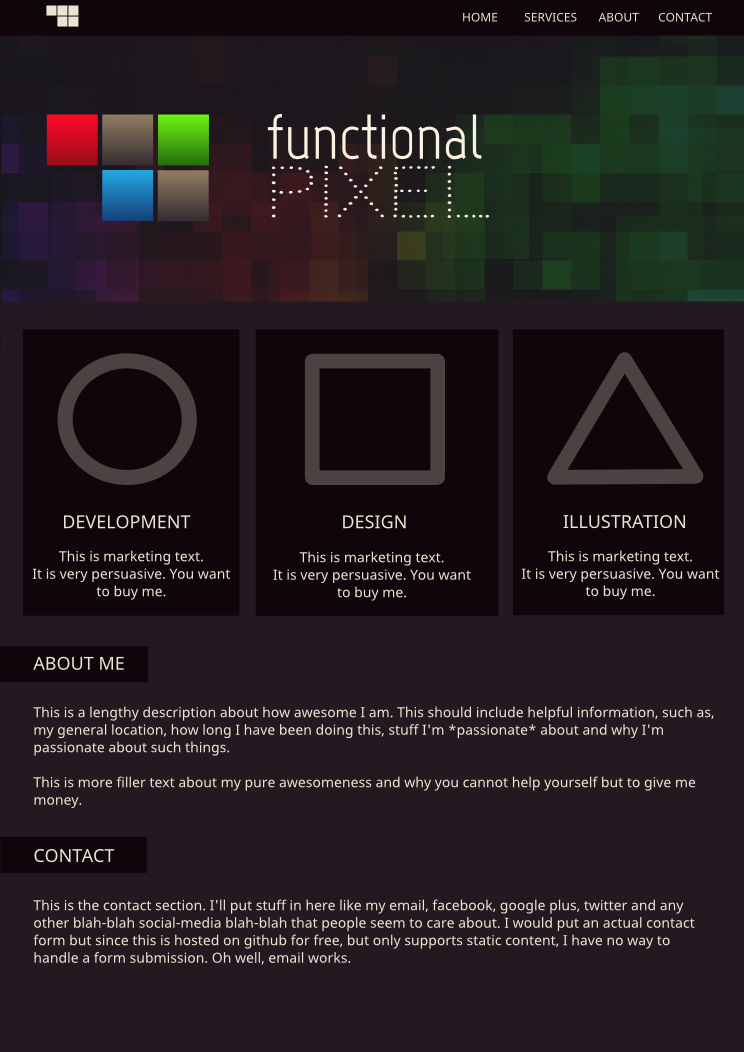 HOME SERVICES ABOUT CONTACT
functional
PIXEL
DEVELOPMENT
This is marketing text.
It is very persuasive. You want
to buy me.
DESIGN
This is marketing text.
It is very persuasive. You want
to buy me.
ILLUSTRATION
This is marketing text.
It is very persuasive. You want
to buy me.
ABOUT ME
This is a lengthy description about how awesome I am. This should include helpful information, such as,
my general location, how long I have been doing this, stuff I'm *passionate* about and why I'm
passionate about such things.
This is more filler text about my pure awesomeness and why you cannot help yourself but to give me
money.
CONTACT
This is the contact section. I'll put stuff in here like my email, facebook, google plus, twitter and any
other blah-blah social-media blah-blah that people seem to care about. I would put an actual contact
form but since this is hosted on github for free, but only supports static content, I have no way to
handle a form submission. Oh well, email works.